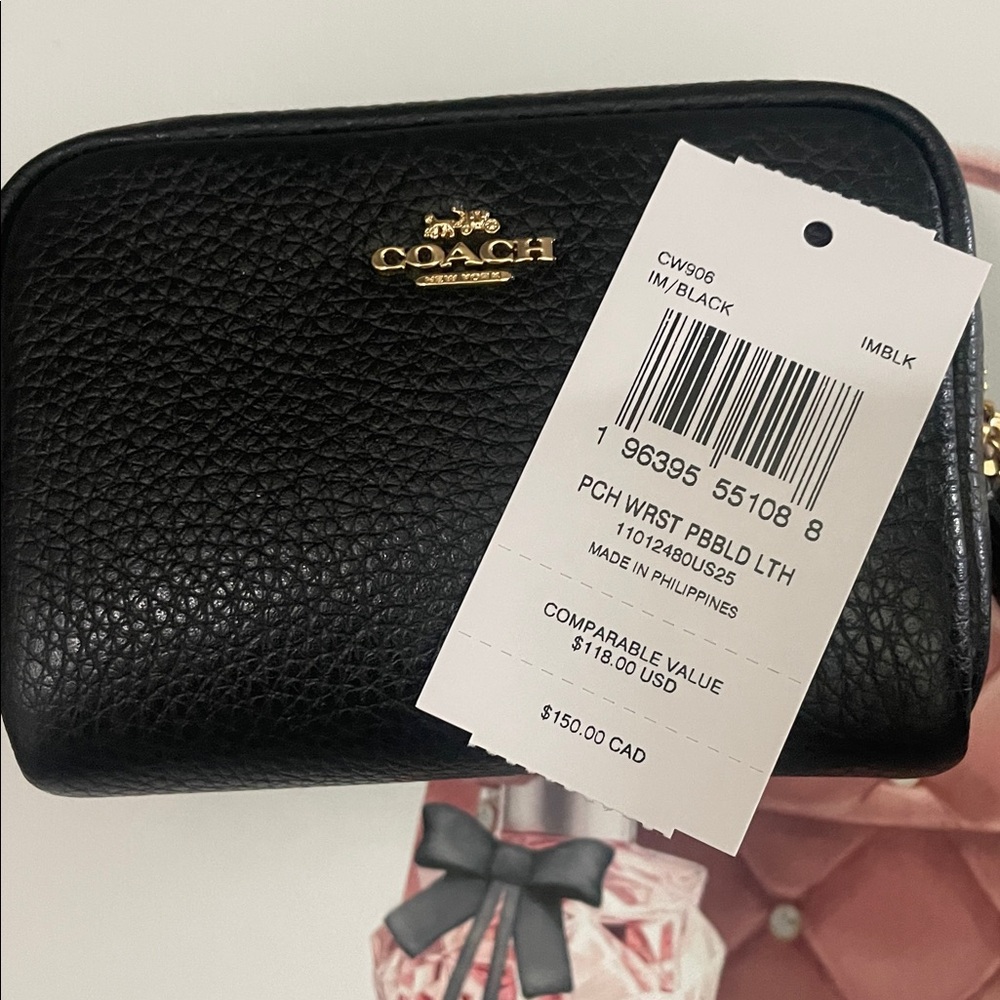 COACH
NEW YORK
CW906
IM/BLACK
IMBLK
1 96395 55108 8
PCH WRST PBBLD LTH
11012480US25
MADE IN PHILIPPINES
COMPARABLE VALUE
$118.00 USD
$150.00 CAD